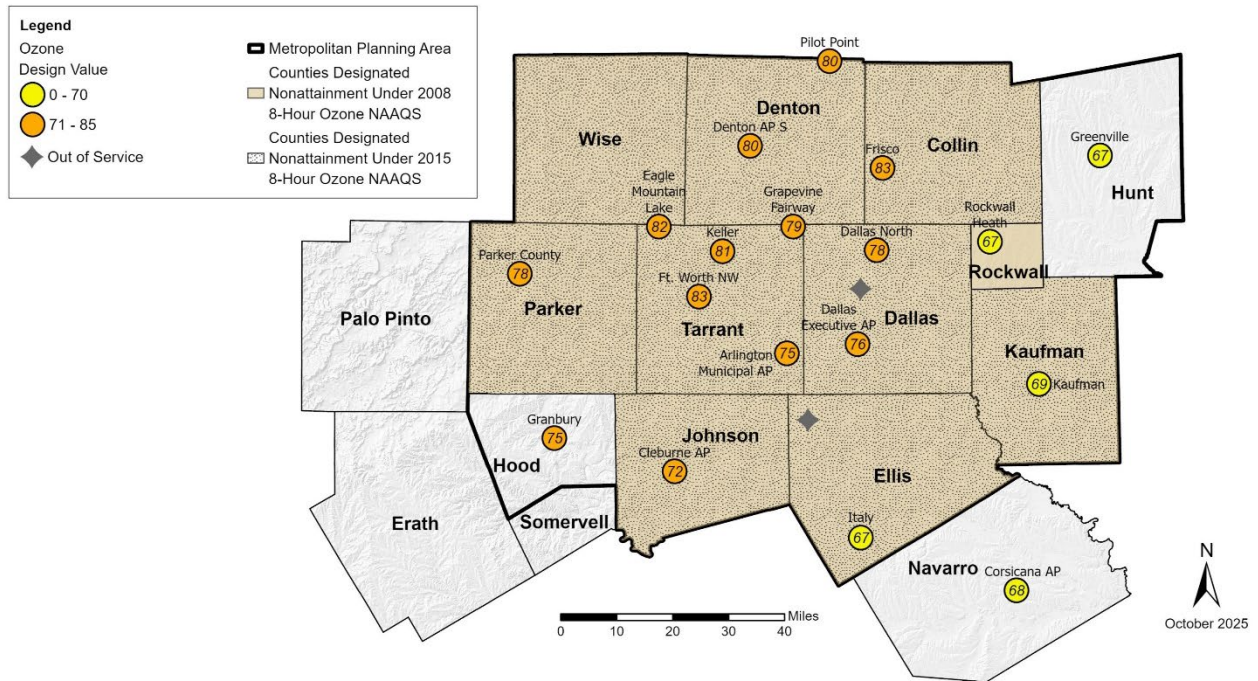 Legend
Ozone
Design Value
0 - 70
71 - 85
Out of Service
Metropolitan Planning Area
Counties Designated
Nonattainment Under 2008
8-Hour Ozone NAAQS
Counties Designated
Nonattainment Under 2015
8-Hour Ozone NAAQS
Pilot Point
80
Denton
Denton AP S
80
Wise
Collin
Frisco
83
Greenville
67
Hunt
Eagle
Mountain
Lake
82
Grapevine
Fairway
79
Keller
81
Dallas North
78
Rockwall
Heath
67
Rockwall
Parker County
78
Parker
Ft. Worth NW
83
Tarrant
Palo Pinto
Dallas
Executive AP
76
Dallas
Arlington
Municipal AP
75
Kaufman
69
Kaufman
Granbury
75
Hood
Johnson
Cleburne AP
72
Ellis
Erath
Somervell
Italy
67
Navarro
Corsicana AP
68
Miles
0 10 20 30 40
N
October 2025